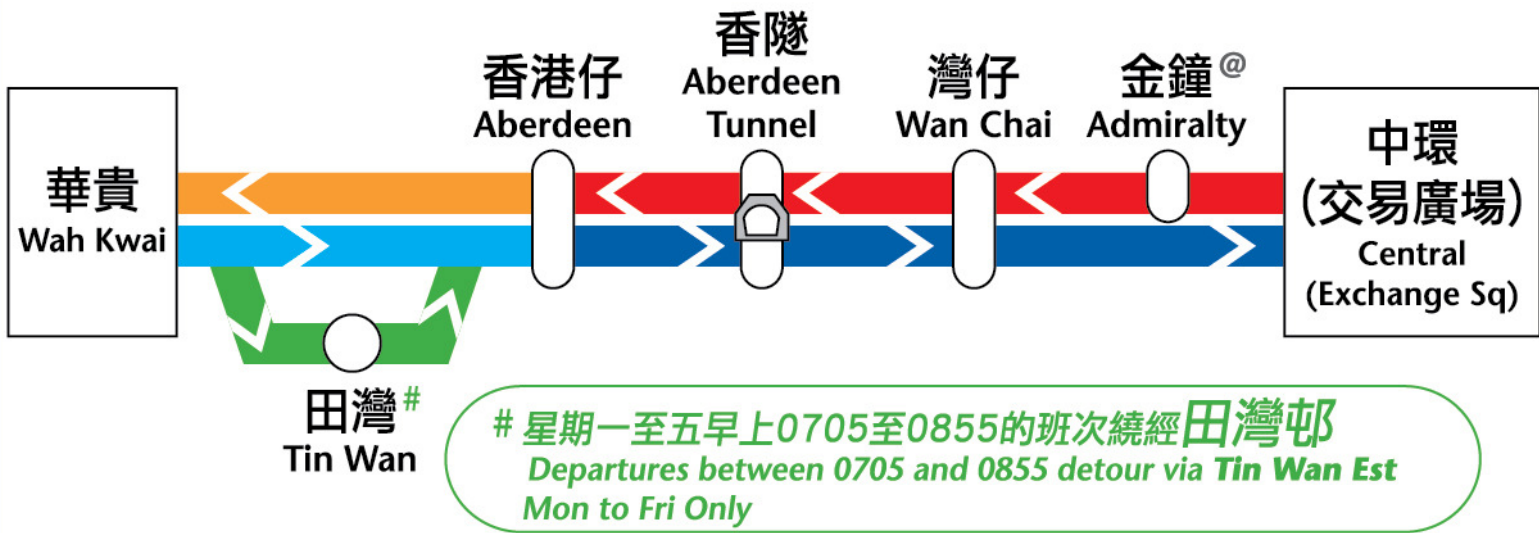 華貴
Wah Kwai
香港仔
Aberdeen
香隧
Aberdeen
Tunnel
灣仔
Wan Chai
金鐘@
Admiralty
中環
(交易廣場)
Central
(Exchange Sq)
田灣#
Tin Wan
# 星期一至五早上0705至0855的班次繞經田灣邨
Departures between 0705 and 0855 detour via Tin Wan Est
Mon to Fri Only